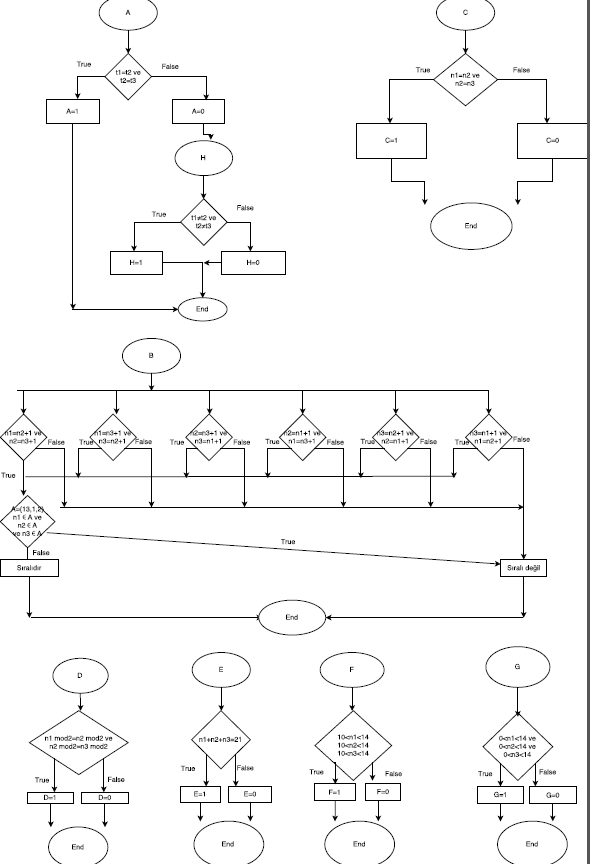 A
True
False
t1=t2 ve
t2=t3
A=1
A=0
H
True
False
t1≠t2 ve
t2≠t3
H=1
H=0
End
C
True
False
n1=n2 ve
n2=n3
C=1
C=0
End
B
n1=n2+1 ve
n2=n3+1
n1=n3+1 ve
n3=n2+1
n2=n3+1 ve
n3=n1+1
n2=n1+1 ve
n1=n3+1
n3=n2+1 ve
n2=n1+1
n3=n1+1 ve
n1=n2+1
False
True
False
True
False
True
False
True
False
True
False
True
A={13,1,2}
n1 ∈ A ve
n2 ∈ A
ve n3 ∈ A
False
True
Sıralıdır
Sıralı değil
End
D
n1 mod2=n2 mod2 ve
n2 mod2=n3 mod2
True
False
D=1
D=0
End
E
n1+n2+n3=21
True
False
E=1
E=0
End
F
10<n1<14
10<n2<14
10<n3<14
True
False
F=1
F=0
End
G
0<n1<14 ve
0<n2<14 ve
0<n3<14
True
False
G=1
G=0
End